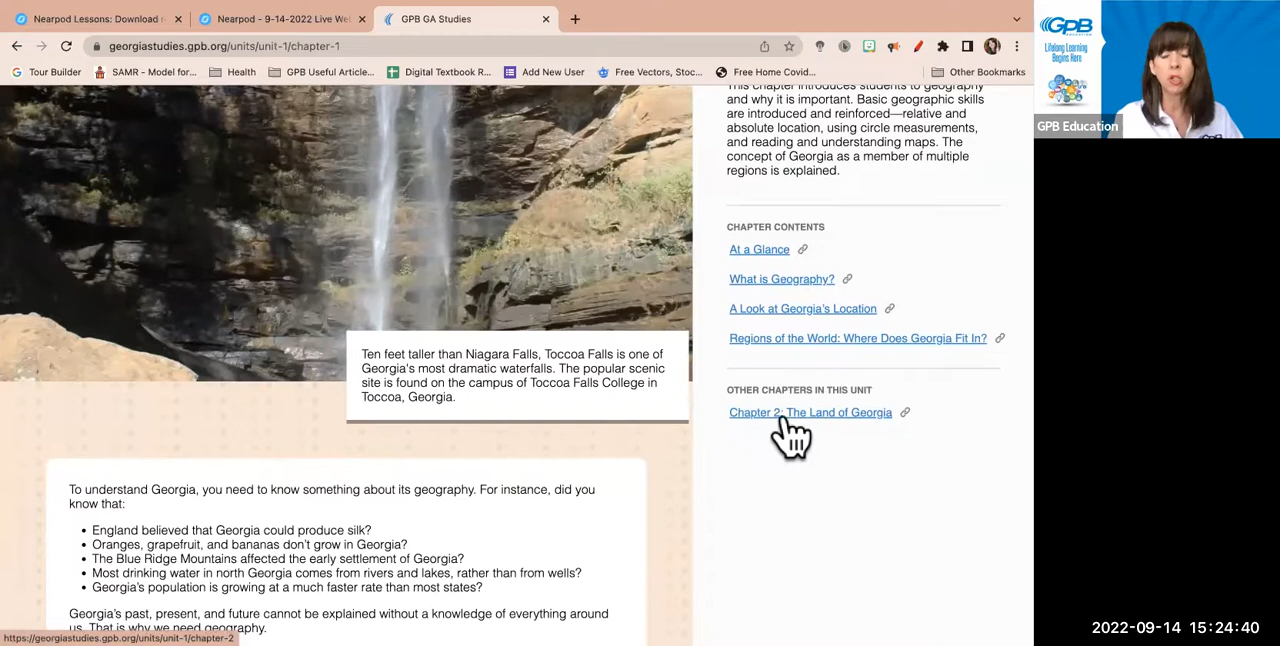 Nearpod Lessons: Download r
Nearpod - 9-14-2022 Live We
GPB GA Studies
georgiastudies.gpb.org/units/unit-1/chapter-1
Tour Builder
SAMR - Model for...
Health
GPB Useful Article...
Digital Textbook R...
Add New User
Free Vectors, Stoc...
Free Home Covid...
Other Bookmarks
GPB
EDUCATION
Lifelong Learning
Begins Here
GPB Education
This chapter introduces students to geography
and why it is important. Basic geographic skills
are introduced and reinforced—relative and
absolute location, using circle measurements,
and reading and understanding maps. The
concept of Georgia as a member of multiple
regions is explained.
CHAPTER CONTENTS
At a Glance
What is Geography?
A Look at Georgia's Location
Regions of the World: Where Does Georgia Fit In?
OTHER CHAPTERS IN THIS UNIT
Chapter 2: The Land of Georgia
Ten feet taller than Niagara Falls, Toccoa Falls is one of
Georgia's most dramatic waterfalls. The popular scenic
site is found on the campus of Toccoa Falls College in
Toccoa, Georgia.
To understand Georgia, you need to know something about its geography. For instance, did you
know that:
• England believed that Georgia could produce silk?
• Oranges, grapefruit, and bananas don't grow in Georgia?
• The Blue Ridge Mountains affected the early settlement of Georgia?
• Most drinking water in north Georgia comes from rivers and lakes, rather than from wells?
• Georgia's population is growing at a much faster rate than most states?
Georgia's past, present, and future cannot be explained without a knowledge of everything around
us. That is why we need geography.
https://georgiastudies.gpb.org/units/unit-1/chapter-2
2022-09-14 15:24:40